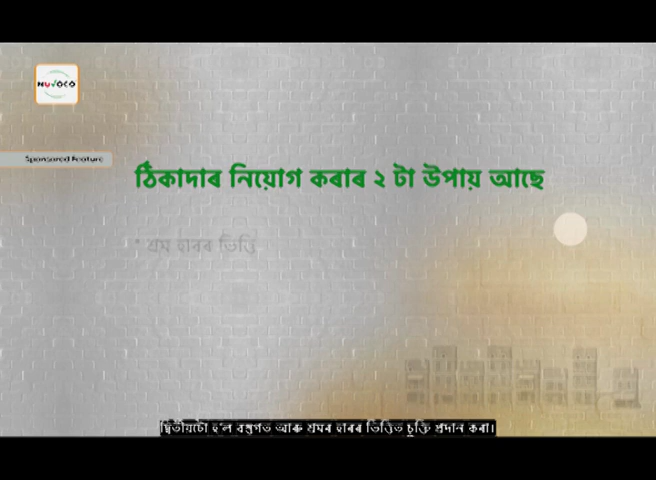 NUVOCO
Sponsored Feature
ঠিকাদাৰ নিয়োগ কৰাৰ ২ টা উপায় আছে
* শ্ৰম হাৰৰ ভিত্তি
দ্বিতীয়টো হ'ল বস্তুগত আৰু শ্ৰমৰ হাৰৰ ভিত্তিত চুক্তি প্ৰদান কৰা।